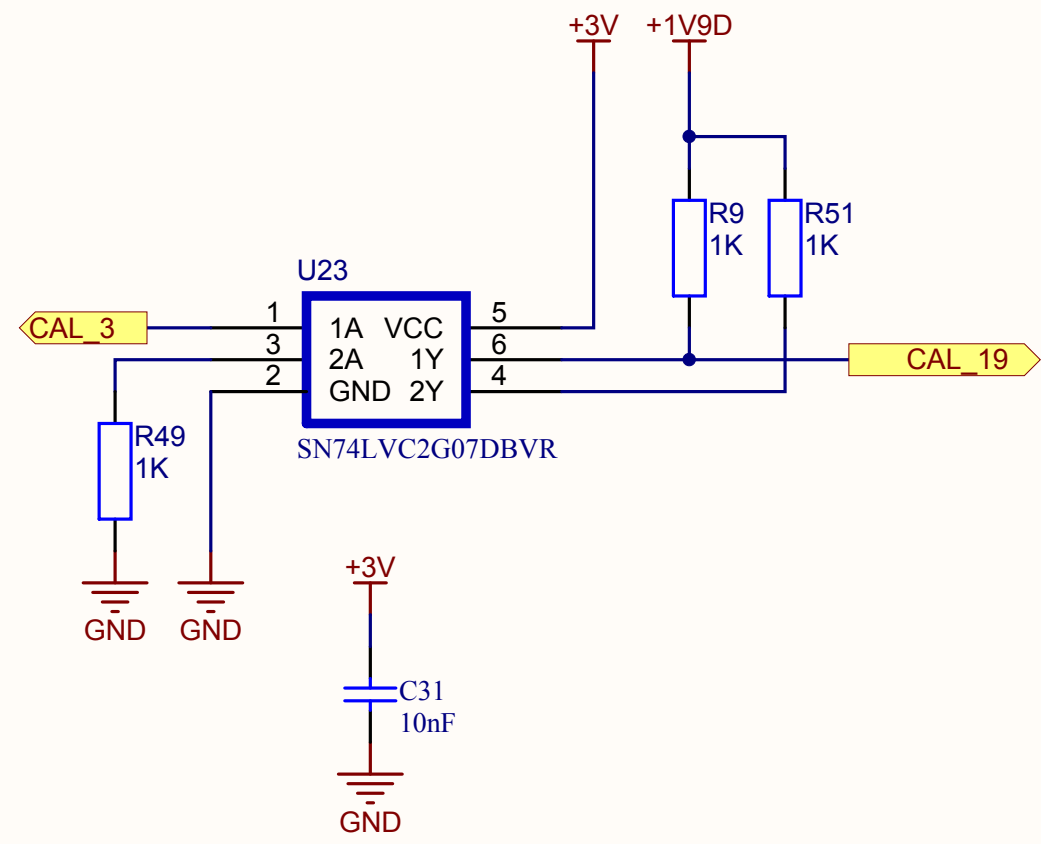 +3V +1V9D
R9 R51
1K 1K
U23
CAL_3 1 1A VCC 5
3 2A 1Y 6 CAL_19
2 GND 2Y 4
SN74LVC2G07DBVR
R49
1K
GND GND
+3V
C31
10nF
GND